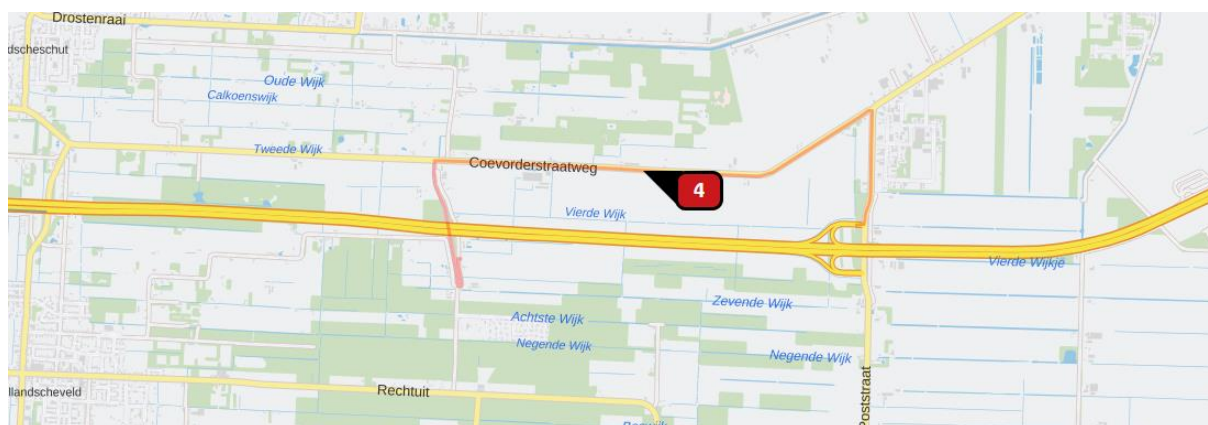 Drostenraai
dscheschut
Oude Wijk
Calkoenswijk
Tweede Wijk
Coevorderstraatweg
4
Vierde Wijk
Vierde Wijkje
Zevende Wijk
Achtste Wijk
Negende Wijk
Negende Wijk
Rechtuit
llandscheveld
Poststraat